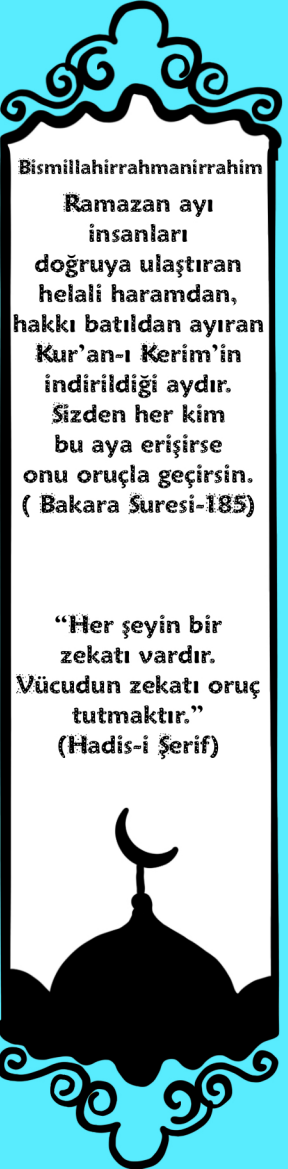 Bismillahirrahmanirrahim
Ramazan ayı
insanları
doğruya ulaştıran
helali haramdan,
hakkı batıldan ayıran
Kur'an-ı Kerim'in
indirildiği aydır.
Sizden her kim
bu aya erişirse
onu oruçla geçirsin.
( Bakara Suresi-185)
“Her şeyin bir
zekatı vardır.
Vücudun zekatı oruç
tutmaktır.”
(Hadis-i Şerif)